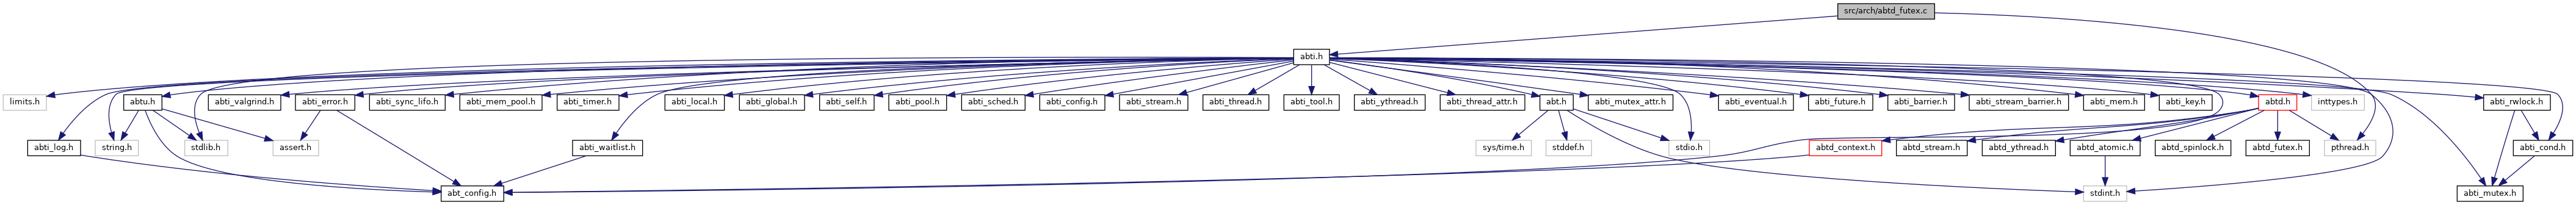 src/arch/abtd_futex.c
abti.h
limits.h
abtu.h
abti_valgrind.h
abti_error.h
abti_sync_lifo.h
abti_mem_pool.h
abti_timer.h
abti_local.h
abti_global.h
abti_self.h
abti_pool.h
abti_sched.h
abti_config.h
abti_stream.h
abti_thread.h
abti_tool.h
abti_ythread.h
abti_thread_attr.h
abt.h
abti_mutex_attr.h
abti_eventual.h
abti_future.h
abti_barrier.h
abti_stream_barrier.h
abti_mem.h
abti_key.h
abtd.h
inttypes.h
abti_rwlock.h
abti_log.h
string.h
stdlib.h
assert.h
abti_waitlist.h
sys/time.h
stddef.h
stdio.h
abtd_context.h
abtd_stream.h
abtd_ythread.h
abtd_atomic.h
abtd_spinlock.h
abtd_futex.h
pthread.h
abti_cond.h
abt_config.h
stdint.h
abti_mutex.h